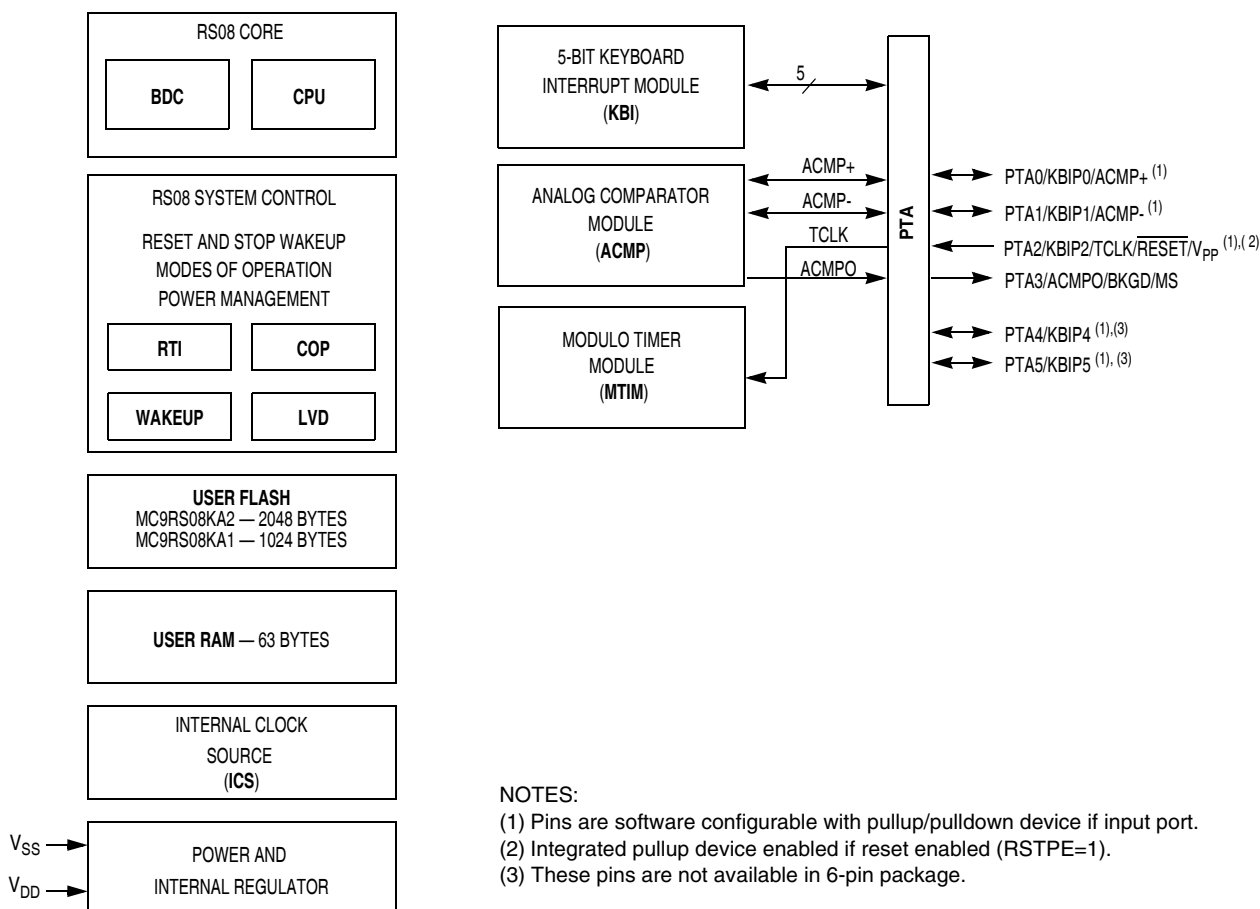 RS08 CORE
BDC
CPU
RS08 SYSTEM CONTROL
RESET AND STOP WAKEUP
MODES OF OPERATION
POWER MANAGEMENT
RTI
COP
WAKEUP
LVD
USER FLASH
MC9RS08KA2 — 2048 BYTES
MC9RS08KA1 — 1024 BYTES
USER RAM — 63 BYTES
INTERNAL CLOCK
SOURCE
(ICS)
VSS
VDD
POWER AND
INTERNAL REGULATOR
5-BIT KEYBOARD
INTERRUPT MODULE
(KBI)
5
ANALOG COMPARATOR
MODULE
(ACMP)
ACMP+
ACMP-
TCLK
ACMPO
MODULO TIMER
MODULE
(MTIM)
PTA
PTA0/KBIP0/ACMP+ (1)
PTA1/KBIP1/ACMP- (1)
PTA2/KBIP2/TCLK/RESET/VPP (1),( 2)
PTA3/ACMPO/BKGD/MS
PTA4/KBIP4 (1),(3)
PTA5/KBIP5 (1), (3)
NOTES:
(1) Pins are software configurable with pullup/pulldown device if input port.
(2) Integrated pullup device enabled if reset enabled (RSTPE=1).
(3) These pins are not available in 6-pin package.